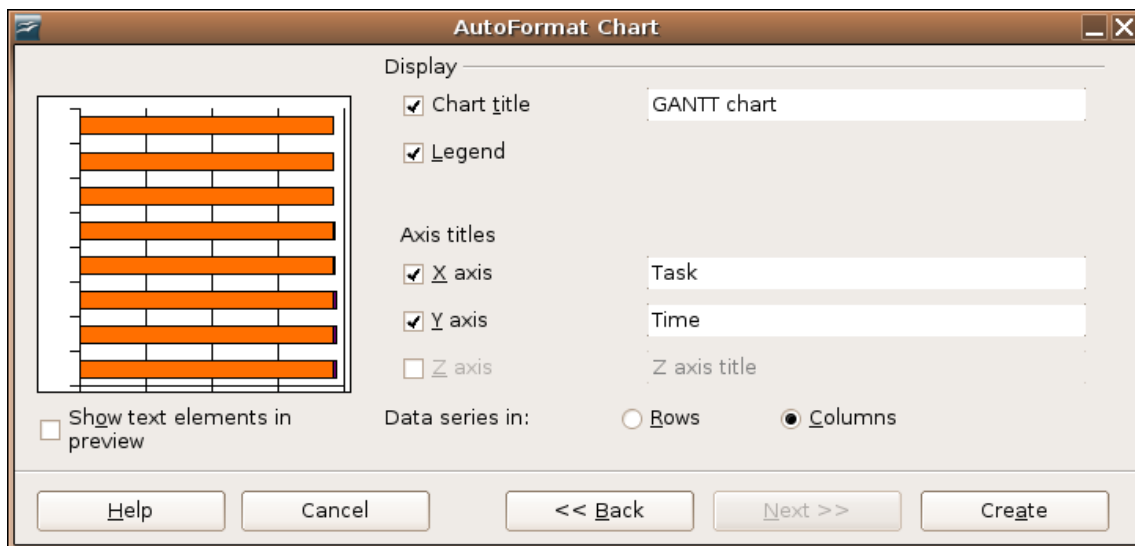 AutoFormat Chart
Display
Chart title
GANTT chart
Legend
Axis titles
X axis
Task
Y axis
Time
Z axis
Z axis title
Show text elements in
preview
Data series in:
Rows
Columns
Help
Cancel
<< Back
Next >>
Create